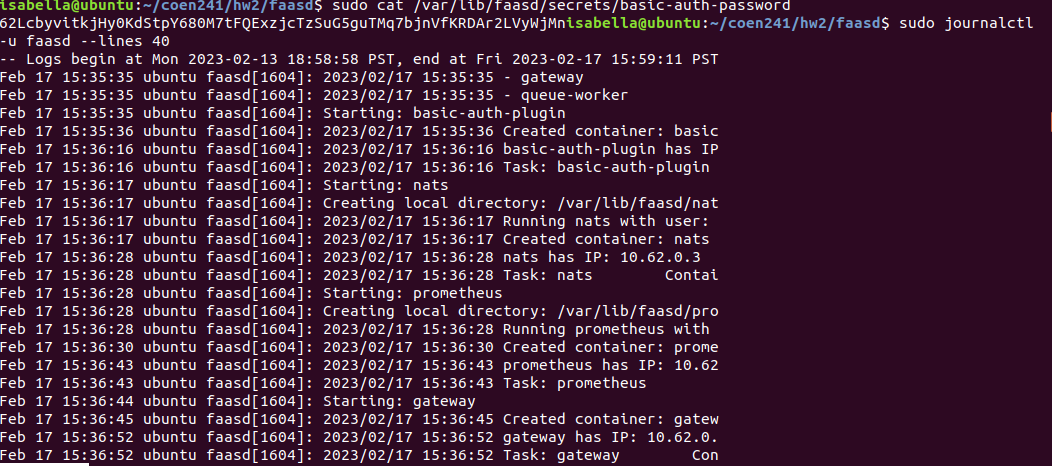 isabella@ubuntu:~/coen241/hw2/faasd$ sudo cat /var/lib/faasd/secrets/basic-auth-password
62LcbyvitkjHy0KdStpY680M7tFQExzjcTzSuG5guTMq7bjnVfKRDAr2LVyWjMnisabella@ubuntu:~/coen241/hw2/faasd$ sudo journalctl
-u faasd --lines 40
-- Logs begin at Mon 2023-02-13 18:58:58 PST, end at Fri 2023-02-17 15:59:11 PST
Feb 17 15:35:35 ubuntu faasd[1604]: 2023/02/17 15:35:35 - gateway
Feb 17 15:35:35 ubuntu faasd[1604]: 2023/02/17 15:35:35 - queue-worker
Feb 17 15:35:35 ubuntu faasd[1604]: Starting: basic-auth-plugin
Feb 17 15:35:36 ubuntu faasd[1604]: 2023/02/17 15:35:36 Created container: basic
Feb 17 15:36:16 ubuntu faasd[1604]: 2023/02/17 15:36:16 basic-auth-plugin has IP
Feb 17 15:36:16 ubuntu faasd[1604]: 2023/02/17 15:36:16 Task: basic-auth-plugin
Feb 17 15:36:17 ubuntu faasd[1604]: Starting: nats
Feb 17 15:36:17 ubuntu faasd[1604]: Creating local directory: /var/lib/faasd/nat
Feb 17 15:36:17 ubuntu faasd[1604]: 2023/02/17 15:36:17 Running nats with user:
Feb 17 15:36:17 ubuntu faasd[1604]: 2023/02/17 15:36:17 Created container: nats
Feb 17 15:36:28 ubuntu faasd[1604]: 2023/02/17 15:36:28 nats has IP: 10.62.0.3
Feb 17 15:36:28 ubuntu faasd[1604]: 2023/02/17 15:36:28 Task: nats        Contai
Feb 17 15:36:28 ubuntu faasd[1604]: Starting: prometheus
Feb 17 15:36:28 ubuntu faasd[1604]: Creating local directory: /var/lib/faasd/pro
Feb 17 15:36:28 ubuntu faasd[1604]: 2023/02/17 15:36:28 Running prometheus with
Feb 17 15:36:30 ubuntu faasd[1604]: 2023/02/17 15:36:30 Created container: prome
Feb 17 15:36:43 ubuntu faasd[1604]: 2023/02/17 15:36:43 prometheus has IP: 10.62
Feb 17 15:36:43 ubuntu faasd[1604]: 2023/02/17 15:36:43 Task: prometheus
Feb 17 15:36:44 ubuntu faasd[1604]: Starting: gateway
Feb 17 15:36:45 ubuntu faasd[1604]: 2023/02/17 15:36:45 Created container: gatew
Feb 17 15:36:52 ubuntu faasd[1604]: 2023/02/17 15:36:52 gateway has IP: 10.62.0.
Feb 17 15:36:52 ubuntu faasd[1604]: 2023/02/17 15:36:52 Task: gateway        Con